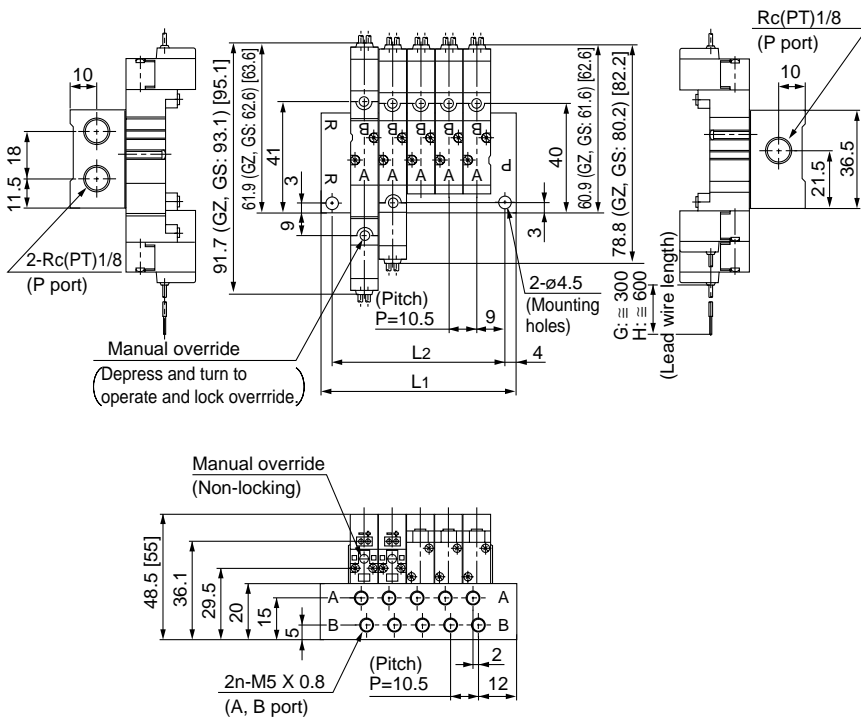 10
18
11.5
2-Rc(PT)1/8
(P port)
91.7 (GZ, GS: 93.1) [95.1]
61.9 (GZ, GS: 62.6) [63.6]
41
3
9
R
R
B B B B
A A A A
P
40
3
60.9 (GZ, GS: 61.6) [62.6]
78.8 (GZ, GS: 80.2) [82.2]
Rc(PT)1/8
(P port)
10
36.5
21.5
2-ø4.5
(Mounting
holes)
G: ≅ 300
H: ≅ 600
(Lead wire length)
(Pitch)
P=10.5
9
L2
4
L1
Manual override
(Depress and turn to
operate and lock overrride.)
Manual override
(Non-locking)
48.5 [55]
36.1
29.5
20
15
5
A A
B B
2n-M5 X 0.8
(A, B port)
(Pitch)
P=10.5
2
12